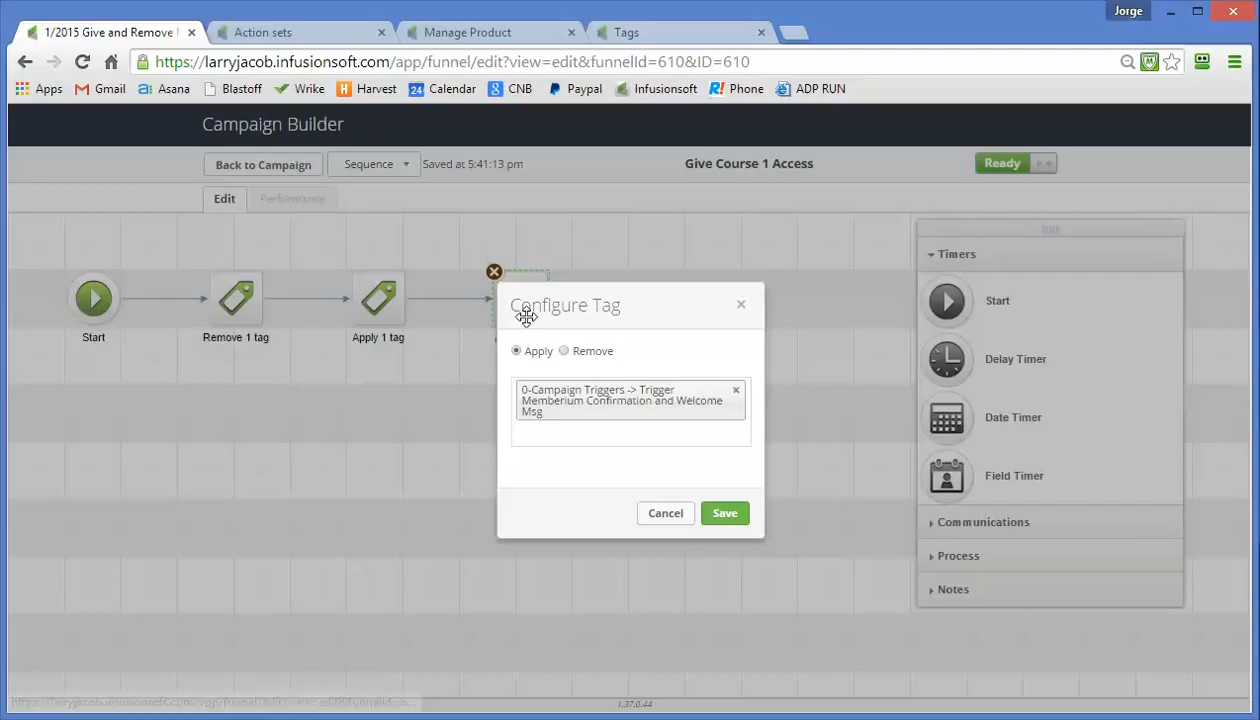 Jorge
1/2015 Give and Remove
Action sets
Manage Product
Tags
https://larryjacob.infusionsoft.com/app/funnel/edit?view=edit&funnelId=610&ID=610
Apps
Gmail
Asana
Blastoff
Wrike
Harvest
Calendar
CNB
Paypal
Infusionsoft
Phone
ADP RUN
Campaign Builder
Back to Campaign
Sequence
Saved at 5:41:13 pm
Give Course 1 Access
Ready
Edit
Performance
Start
Remove 1 tag
Apply 1 tag
Configure Tag
Apply
Remove
0-Campaign Triggers -> Trigger
Memberium Confirmation and Welcome
Msg
Cancel
Save
Timers
Start
Delay Timer
Date Timer
Field Timer
Communications
Process
Notes
1.37.0.44